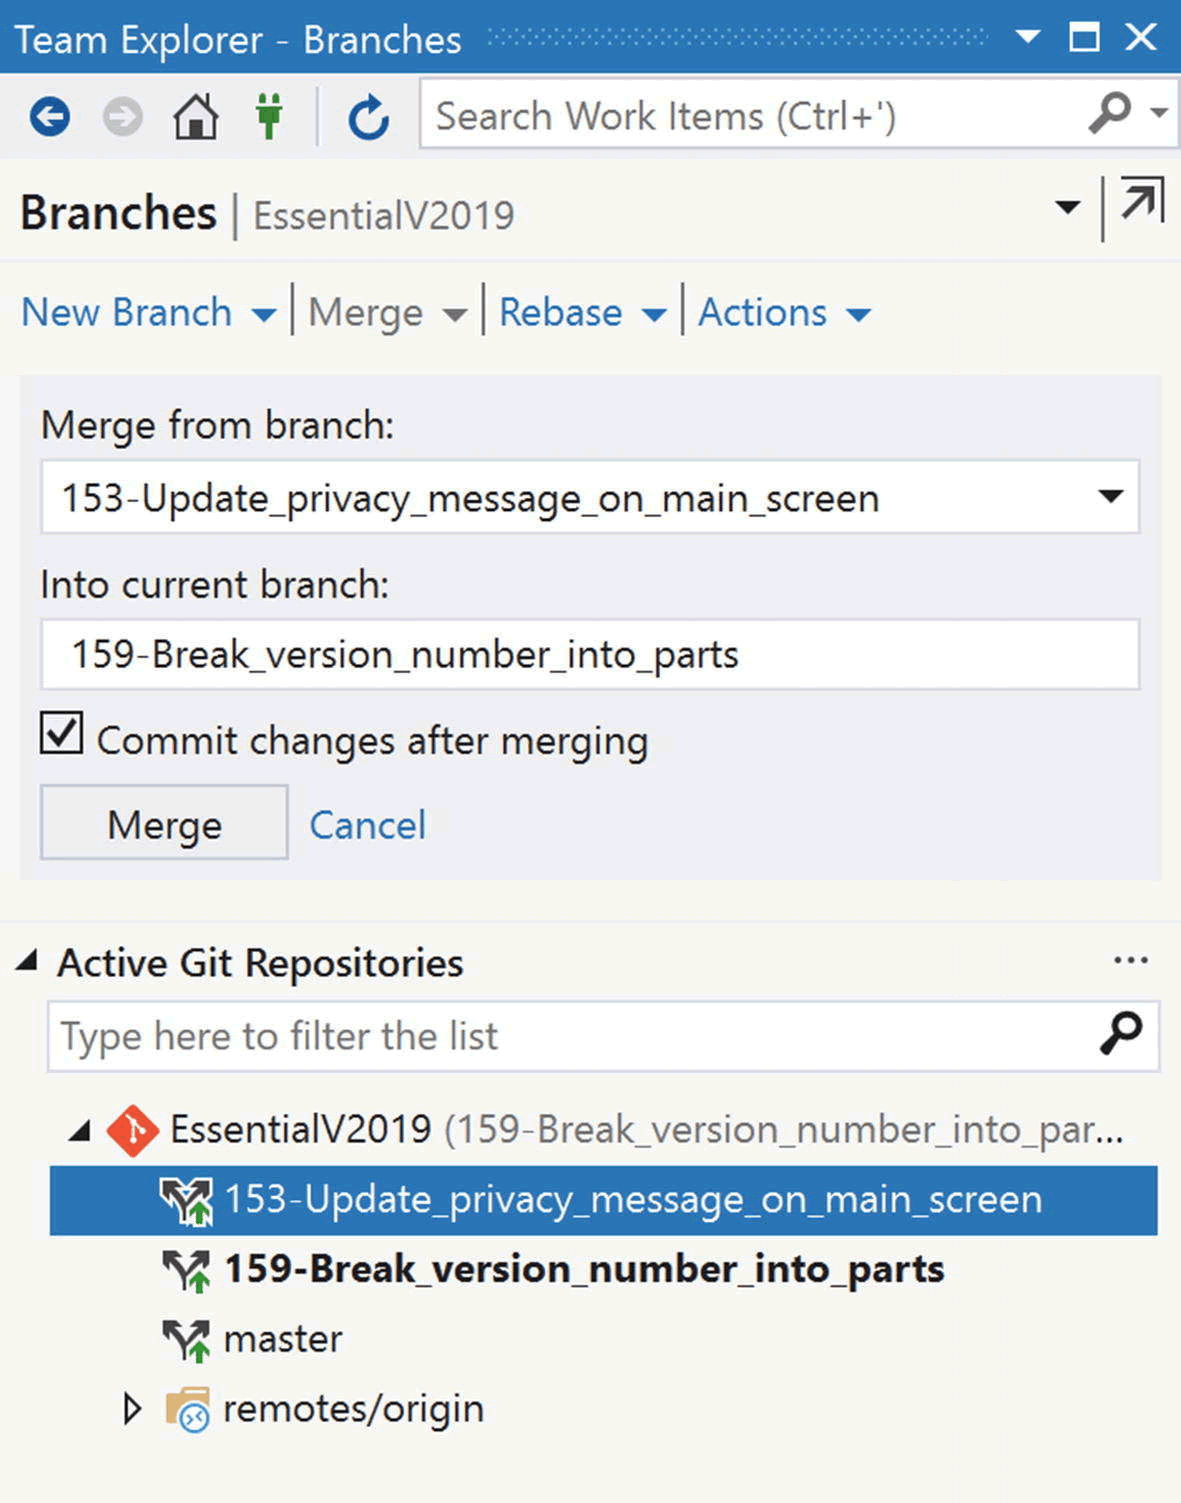 Team Explorer - Branches
Search Work Items (Ctrl+')
Branches | EssentialV2019
New Branch | Merge | Rebase | Actions
Merge from branch:
153-Update_privacy_message_on_main_screen
Into current branch:
159-Break_version_number_into_parts
Commit changes after merging
Merge Cancel
Active Git Repositories ...
Type here to filter the list
EssentialV2019 (159-Break_version_number_into_par...
153-Update_privacy_message_on_main_screen
159-Break_version_number_into_parts
master
remotes/origin